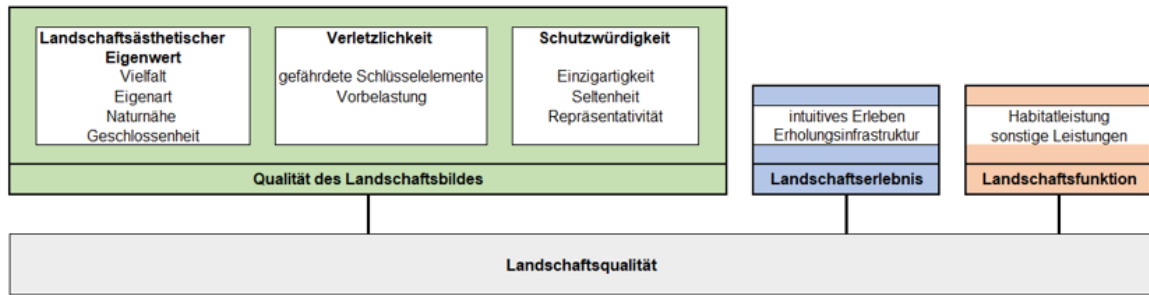 Landschaftsästhetischer
Eigenwert
Vielfalt
Eigenart
Naturnähe
Geschlossenheit
Verletzlichkeit
gefährdete Schlüsselelemente
Vorbelastung
Schutzwürdigkeit
Einzigartigkeit
Seltenheit
Repräsentativität
Qualität des Landschaftsbildes
intuitives Erleben
Erholungsinfrastruktur
Landschaftserlebnis
Habitatleistung
sonstige Leistungen
Landschaftsfunktion
Landschaftsqualität